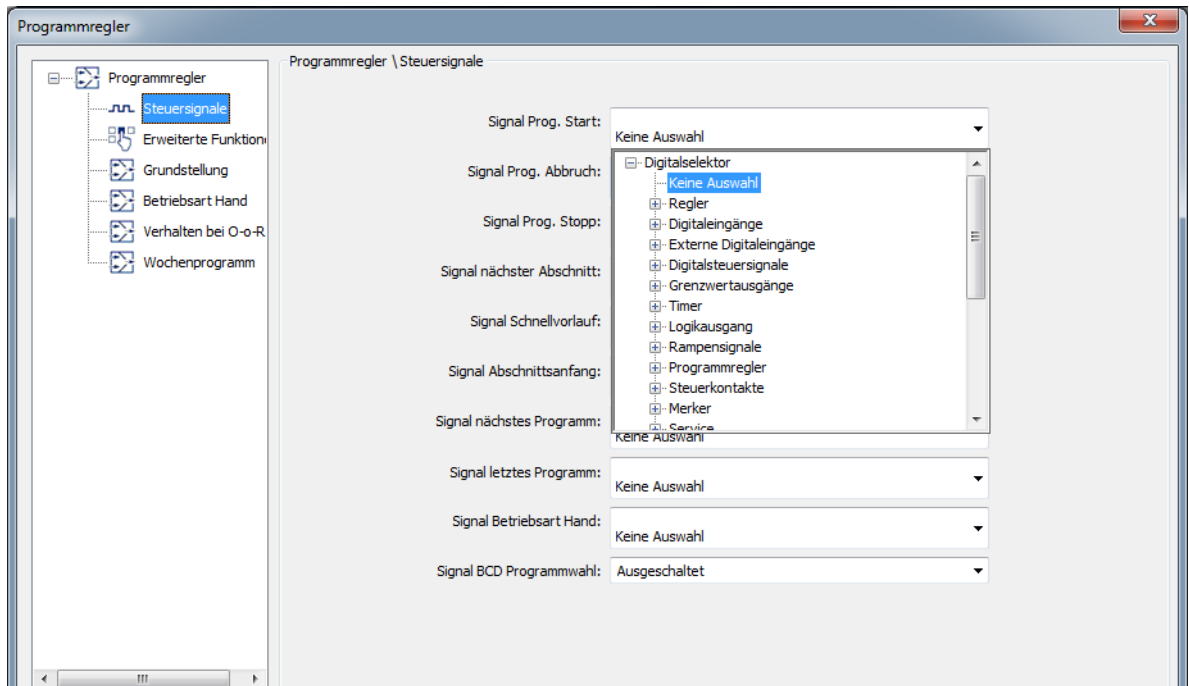 Programmregler
Programmregler
Steuersignale
Erweiterte Funktion
Grundstellung
Betriebsart Hand
Verhalten bei O-o-R
Wochenprogramm
Programmregler \ Steuersignale
Signal Prog. Start: Keine Auswahl
Digitalselektor
Keine Auswahl
Regler
Digitaleingänge
Externe Digitaleingänge
Digitalsteuersignale
Grenzwertausgänge
Timer
Logikausgang
Rampensignale
Programmregler
Steuerkontakte
Merker
Service
Signal Prog. Abbruch:
Signal Prog. Stopp:
Signal nächster Abschnitt:
Signal Schnellvorlauf:
Signal Abschnittsanfang:
Signal nächstes Programm: Keine Auswahl
Signal letztes Programm: Keine Auswahl
Signal Betriebsart Hand: Keine Auswahl
Signal BCD Programmwahl: Ausgeschaltet